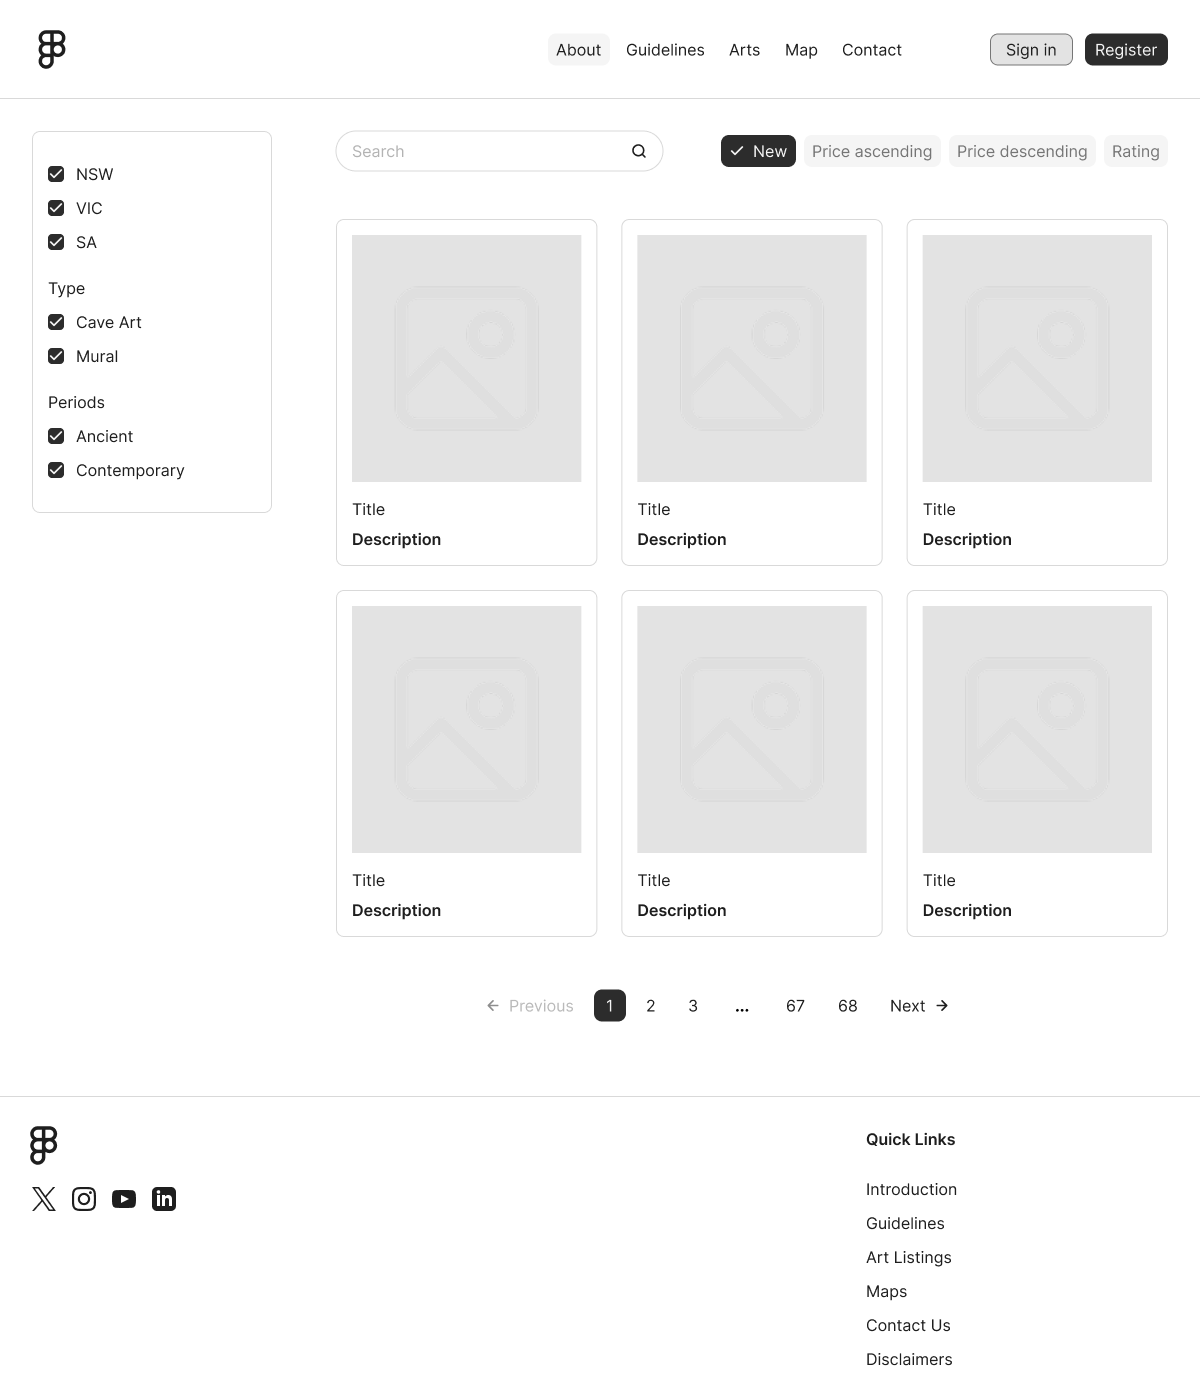 About Guidelines Arts Map Contact Sign in Register
NSW
VIC
SA
Type
Cave Art
Mural
Periods
Ancient
Contemporary
Search
New Price ascending Price descending Rating
Title Title Title
Description Description Description
Title Title Title
Description Description Description
Previous 1 2 3 ... 67 68 Next
Quick Links
Introduction
Guidelines
Art Listings
Maps
Contact Us
Disclaimers